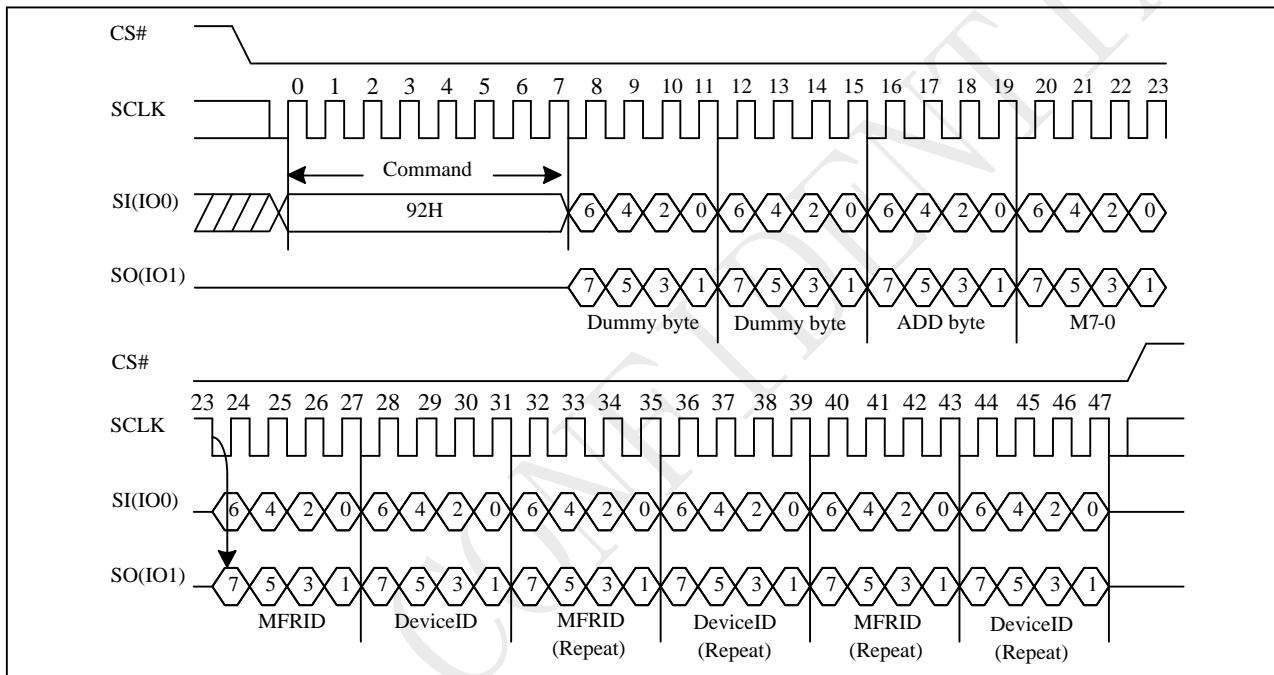 CS#
0 1 2 3 4 5 6 7 8 9 10 11 12 13 14 15 16 17 18 19 20 21 22 23
SCLK
Command
SI(IO0) 92H 6 4 2 0 6 4 2 0 6 4 2 0 6 4 2 0
SO(IO1) 7 5 3 1 7 5 3 1 7 5 3 1 7 5 3 1
Dummy byte Dummy byte ADD byte M7-0
CS#
23 24 25 26 27 28 29 30 31 32 33 34 35 36 37 38 39 40 41 42 43 44 45 46 47
SCLK
SI(IO0) 6 4 2 0 6 4 2 0 6 4 2 0 6 4 2 0 6 4 2 0 6 4 2 0
SO(IO1) 7 5 3 1 7 5 3 1 7 5 3 1 7 5 3 1 7 5 3 1 7 5 3 1
MFRID DeviceID MFRID DeviceID MFRID DeviceID
(Repeat) (Repeat) (Repeat) (Repeat)
CONFIDENTI